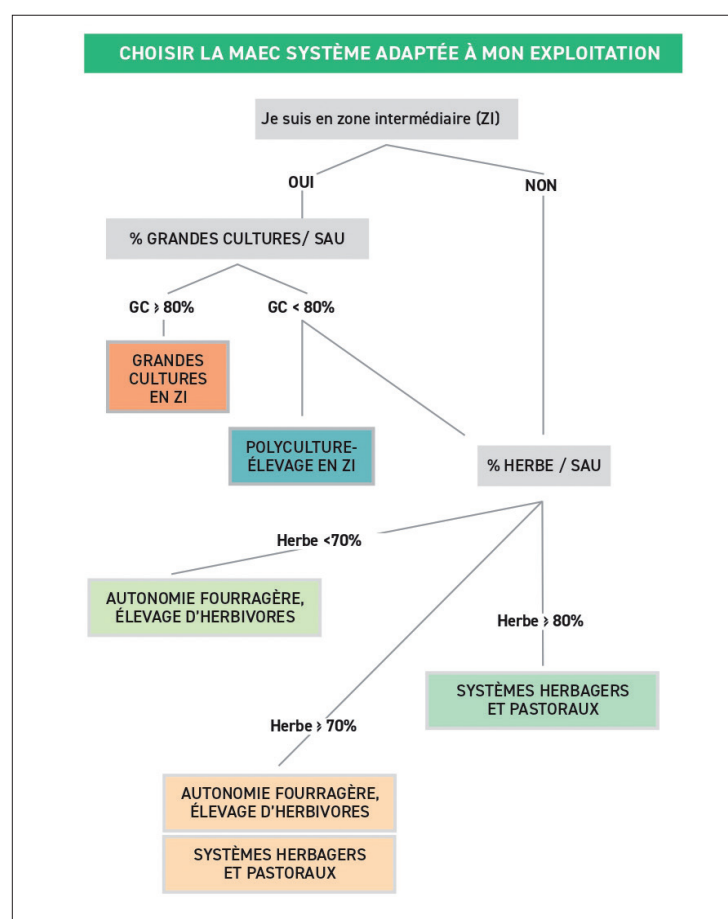 CHOISIR LA MAEC SYSTÈME ADAPTÉE À MON EXPLOITATION
Je suis en zone intermédiaire (ZI)
OUI
NON
% GRANDES CULTURES/ SAU
GC ≥ 80%
GC < 80%
GRANDES
CULTURES
EN ZI
POLYCULTURE-
ÉLEVAGE EN ZI
% HERBE / SAU
Herbe <70%
AUTONOMIE FOURRAGÈRE,
ÉLEVAGE D'HERBIVORES
Herbe ≥ 80%
SYSTÈMES HERBAGERS
ET PASTORAUX
Herbe ≥ 70%
AUTONOMIE FOURRAGÈRE,
ÉLEVAGE D'HERBIVORES
SYSTÈMES HERBAGERS
ET PASTORAUX